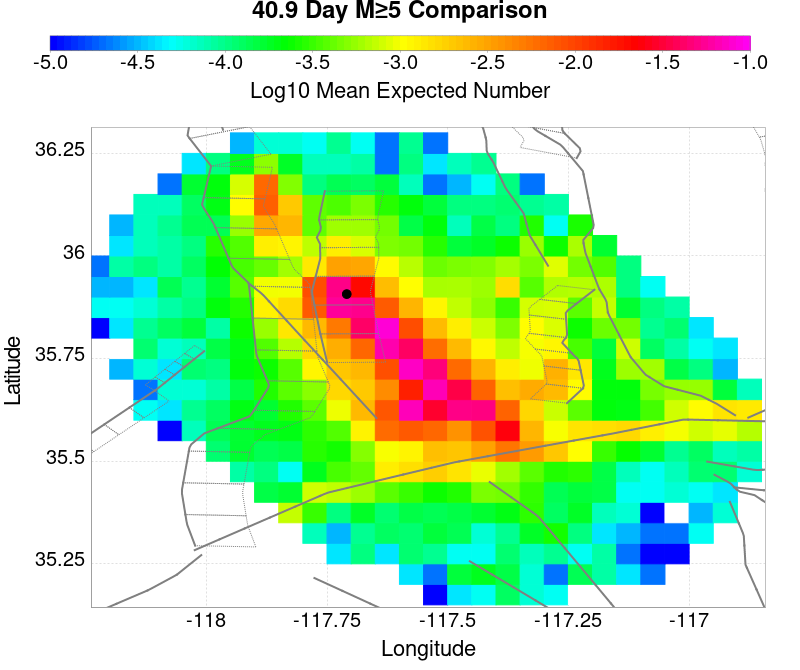 40.9 Day M≥5 Comparison
-5.0 -4.5 -4.0 -3.5 -3.0 -2.5 -2.0 -1.5 -1.0
Log10 Mean Expected Number
36.25
36
35.75
35.5
35.25
Latitude
-118 -117.75 -117.5 -117.25 -117
Longitude